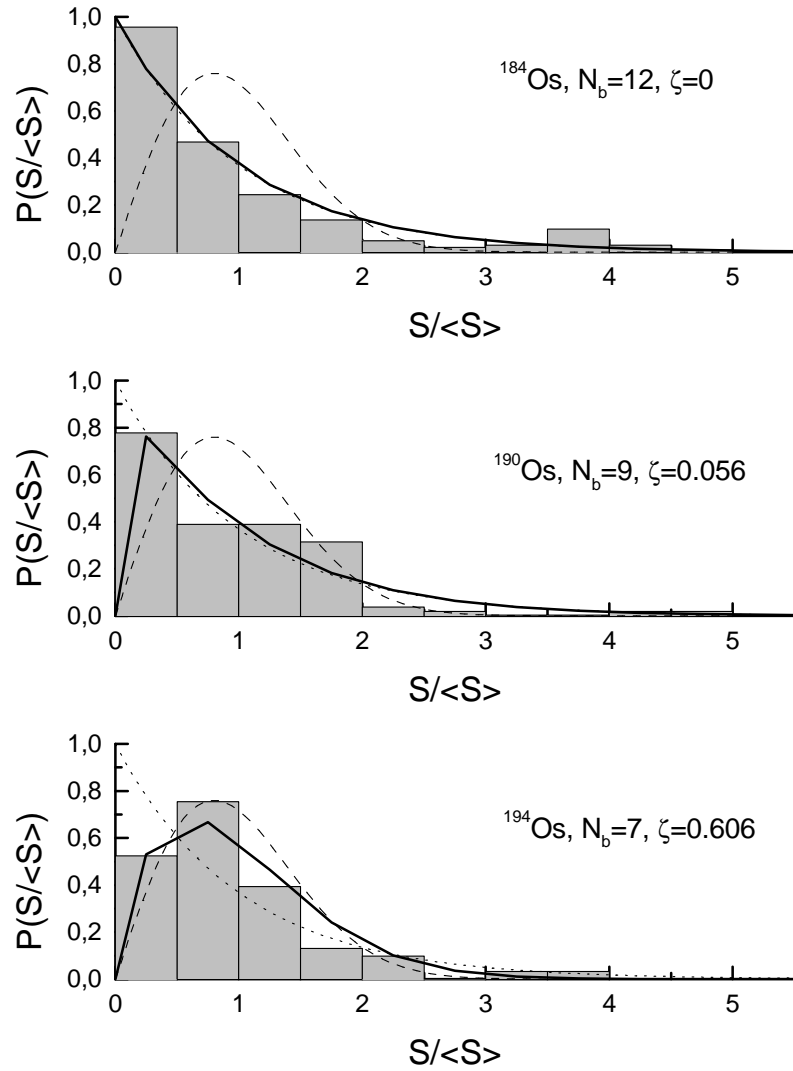 1,0
0,8
0,6
0,4
0,2
0,0
P(S/<S>)
¹⁸⁴Os, N_b=12, ζ=0
0 1 2 3 4 5
S/<S>
1,0
0,8
0,6
0,4
0,2
0,0
P(S/<S>)
¹⁹⁰Os, N_b=9, ζ=0.056
0 1 2 3 4 5
S/<S>
1,0
0,8
0,6
0,4
0,2
0,0
P(S/<S>)
¹⁹⁴Os, N_b=7, ζ=0.606
0 1 2 3 4 5
S/<S>